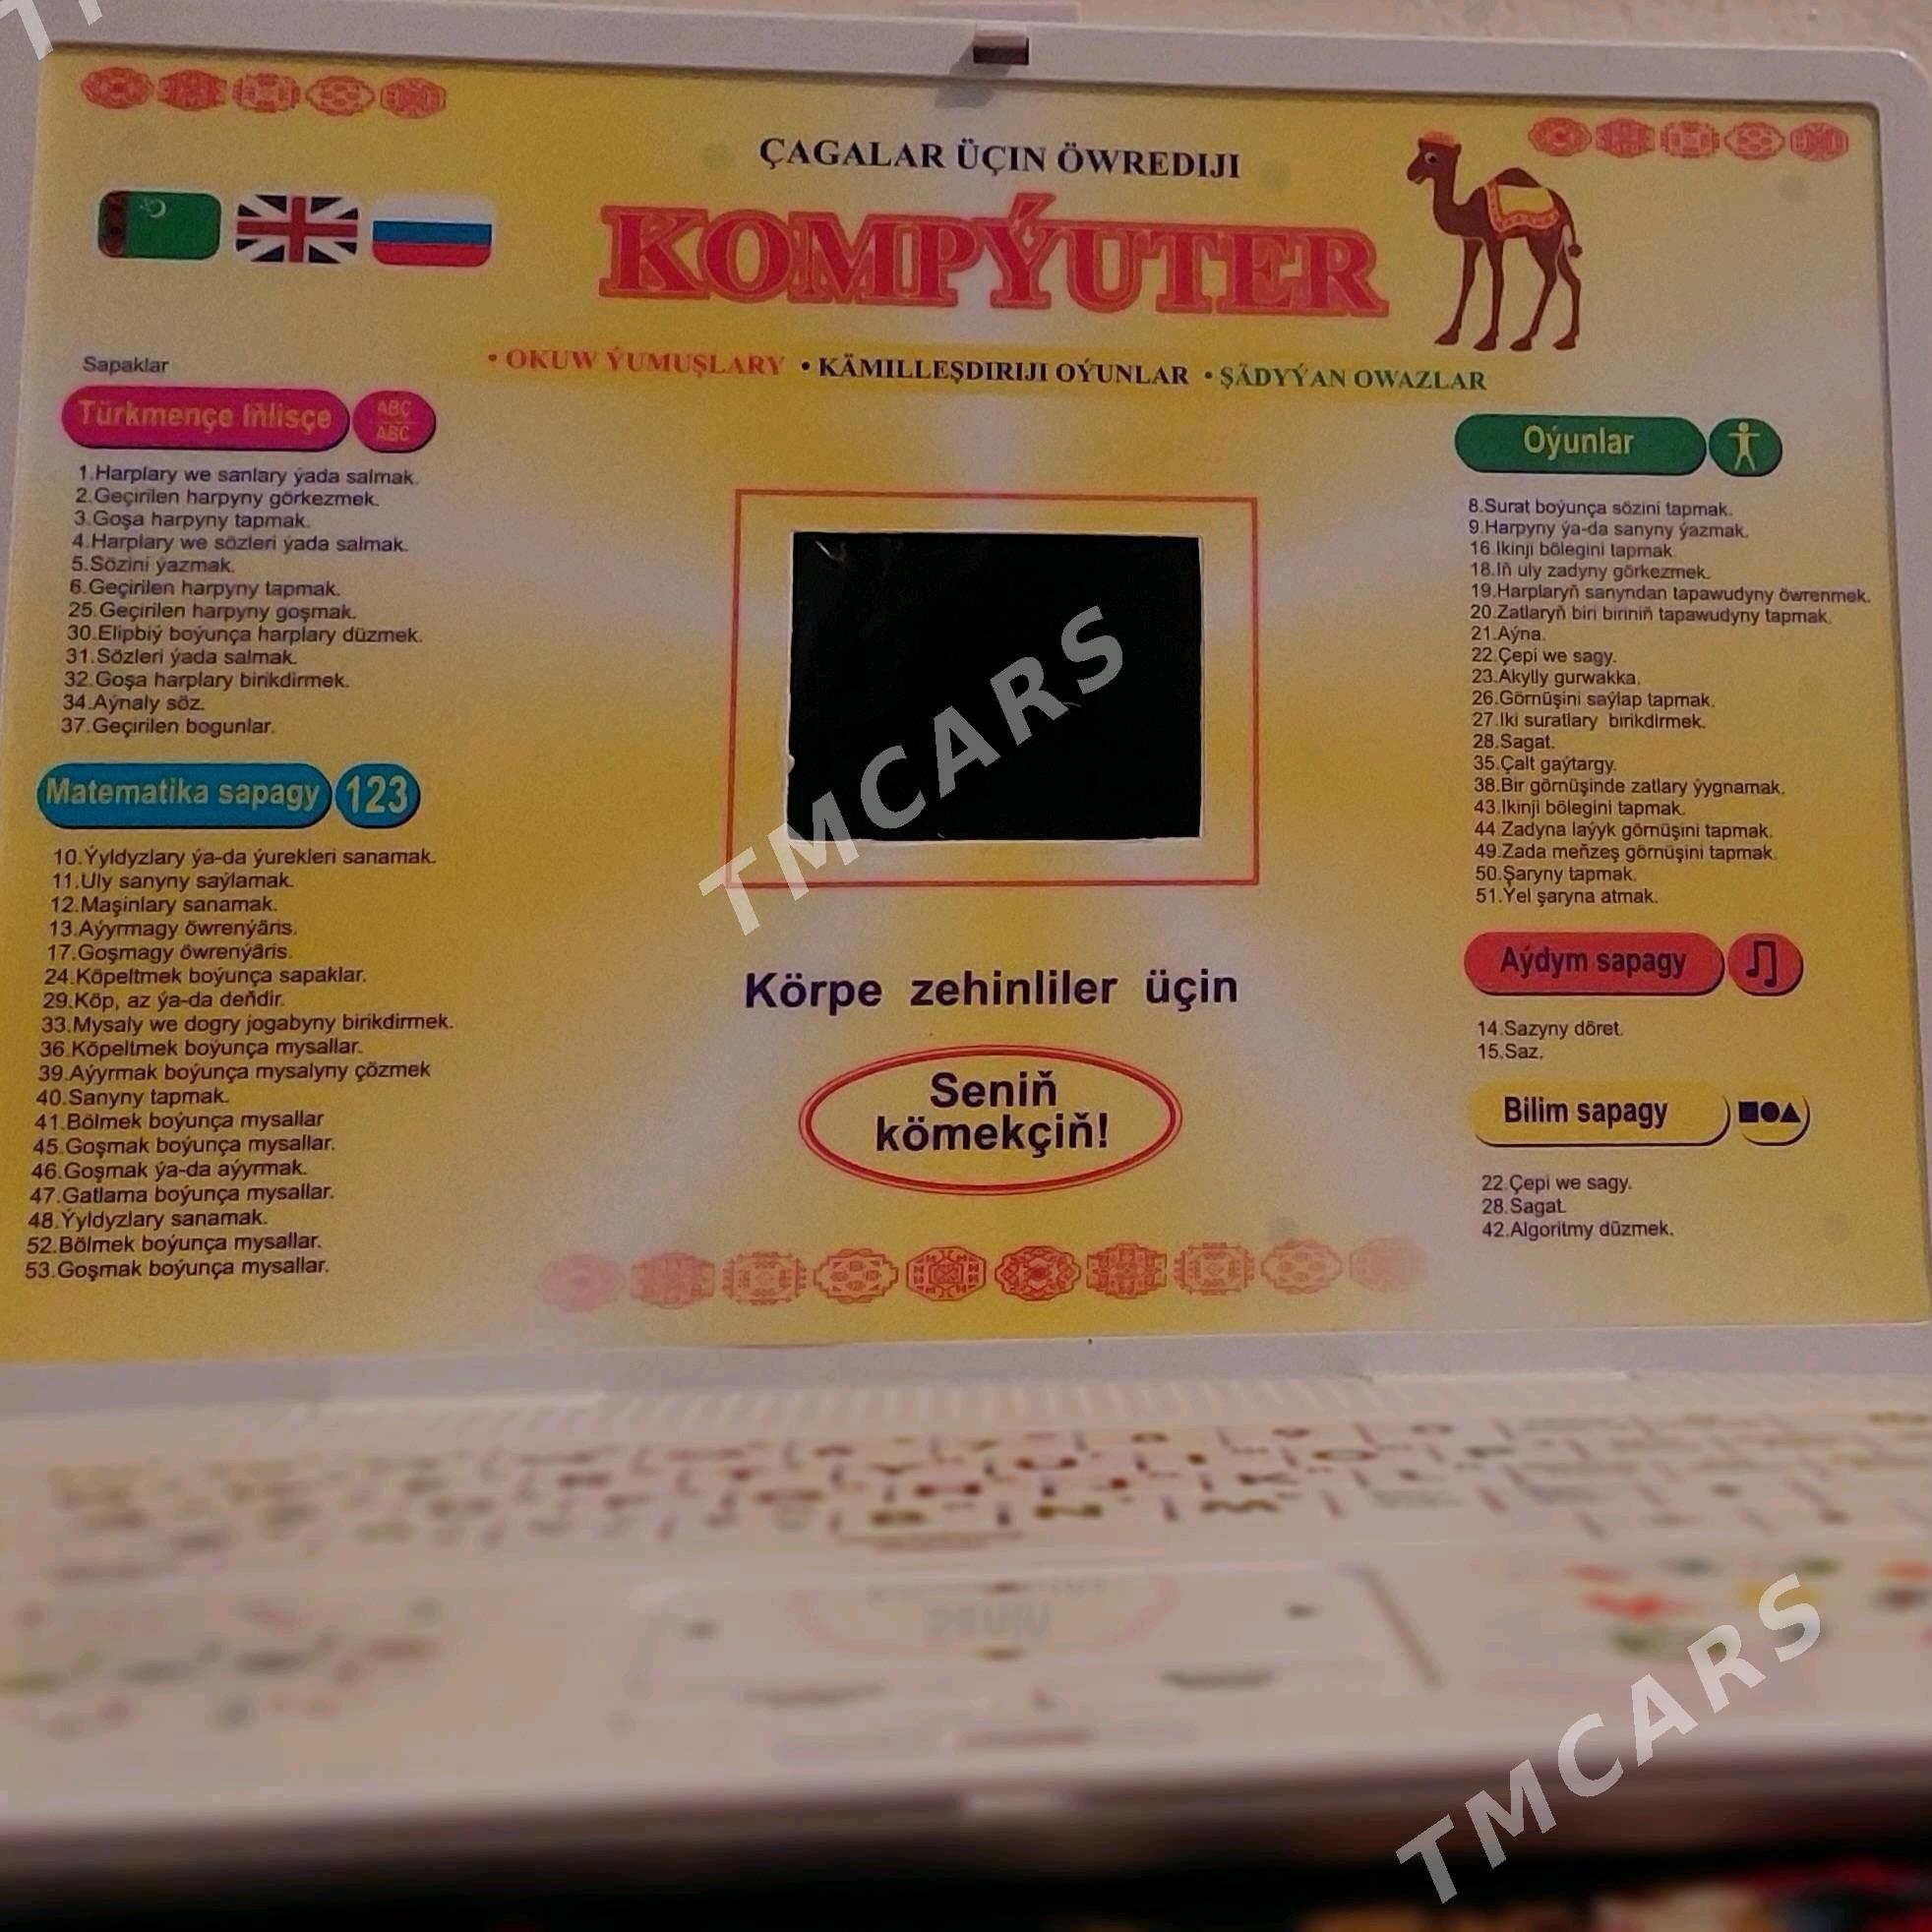 ÇAGALAR ÜÇIN ÖWREDIJI
KOMPÝUTER
• OKUW ÝUMUŞLARY • KÄMILLEŞDIRIJI OÝUNLAR • ŞÄDYÝAN OWAZLAR
Sapaklar
Türkmençe Iňlisçe
ABÇ
ABC
1.Harplary we sanlary ýada salmak.
2.Geçirilen harpyny görkezmek.
3.Goşa harpyny tapmak.
4.Harplary we sözleri ýada salmak.
5.Sözini ýazmak.
6.Geçirilen harpyny tapmak.
25.Geçirilen harpyny goşmak.
30.Elipbiý boýunça harplary düzmek.
31.Sözleri ýada salmak.
32.Goşa harplary birikdirmek.
34.Aýnaly söz.
37.Geçirilen bogunlar.
Matematika sapagy
123
10.Ýyldyzlary ýa-da ýurekleri sanamak.
11.Uly sanyny saýlamak.
12.Maşinlary sanamak.
13.Aýyrmagy öwrenýäris.
17.Goşmagy öwrenýäris.
24.Köpeltmek boýunça sapaklar.
29.Köp, az ýa-da deňdir.
33.Mysaly we dogry jogabyny birikdirmek.
36.Köpeltmek boýunça mysallar.
39.Aýyrmak boýunça mysalyny çözmek
40.Sanyny tapmak.
41.Bölmek boýunça mysallar
45.Goşmak boýunça mysallar.
46.Goşmak ýa-da aýyrmak.
47.Gatlama boýunça mysallar.
48.Ýyldyzlary sanamak.
52.Bölmek boýunça mysallar.
53.Goşmak boýunça mysallar.
Körpe zehinliler üçin
Seniň
kömekçiň!
Oýunlar
8.Surat boýunça sözini tapmak.
9.Harpyny ýa-da sanyny ýazmak.
16.Ikinji bölegini tapmak.
18.Iň uly zadyny görkezmek.
19.Harplaryň sanyndan tapawudyny öwrenmek.
20.Zatlaryň biri biriniň tapawudyny tapmak.
21.Aýna.
22.Çepi we sagy.
23.Akylly gurwakka.
26.Görnüşini saýlap tapmak.
27.Iki suratlary birikdirmek.
28.Sagat.
35.Çalt gaýtargy.
38.Bir görnüşinde zatlary ýygnamak.
43.Ikinji bölegini tapmak.
44.Zadyna laýyk görnüşini tapmak.
49.Zada meňzeş görnüşini tapmak.
50.Şaryny tapmak.
51.Ýel şaryna atmak.
Aýdym sapagy
14.Sazyny döret.
15.Saz.
Bilim sapagy
22.Çepi we sagy.
28.Sagat.
42.Algoritmy düzmek.
TMCARS
TMCARS